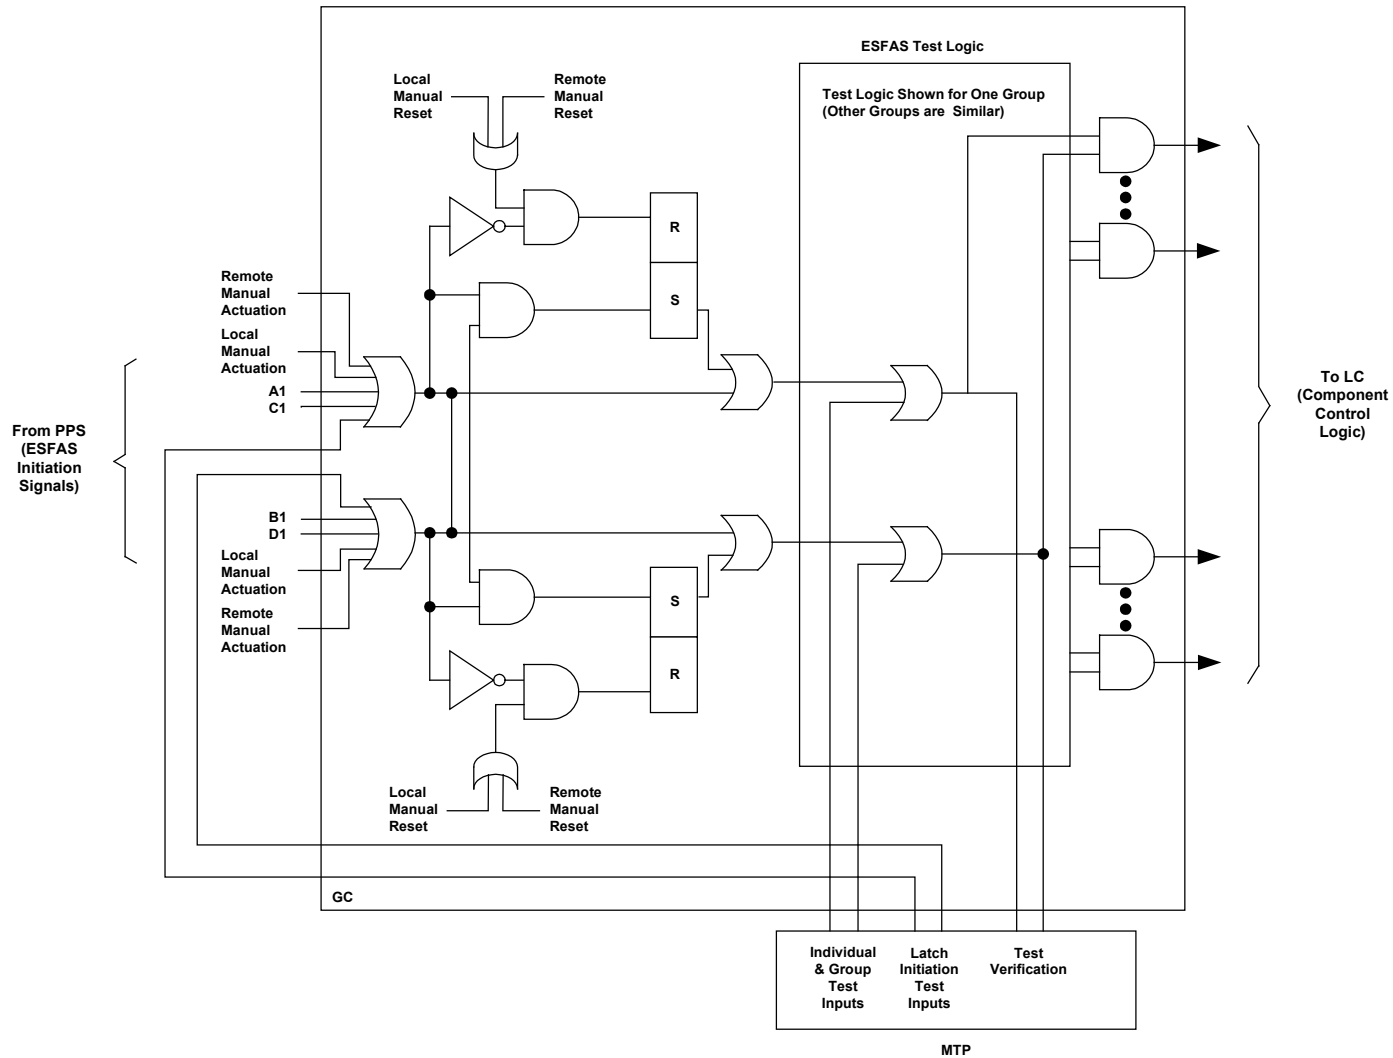 ESFAS Test Logic
Local
Manual
Reset
Remote
Manual
Reset
Test Logic Shown for One Group
(Other Groups are Similar)
R
S
Remote
Manual
Actuation
Local
Manual
Actuation
A1
C1
From PPS
(ESFAS
Initiation
Signals)
To LC
(Component
Control
Logic)
B1
D1
Local
Manual
Actuation
Remote
Manual
Actuation
S
R
Local
Manual
Reset
Remote
Manual
Reset
GC
Individual
& Group
Test
Inputs
Latch
Initiation
Test
Inputs
Test
Verification
MTP